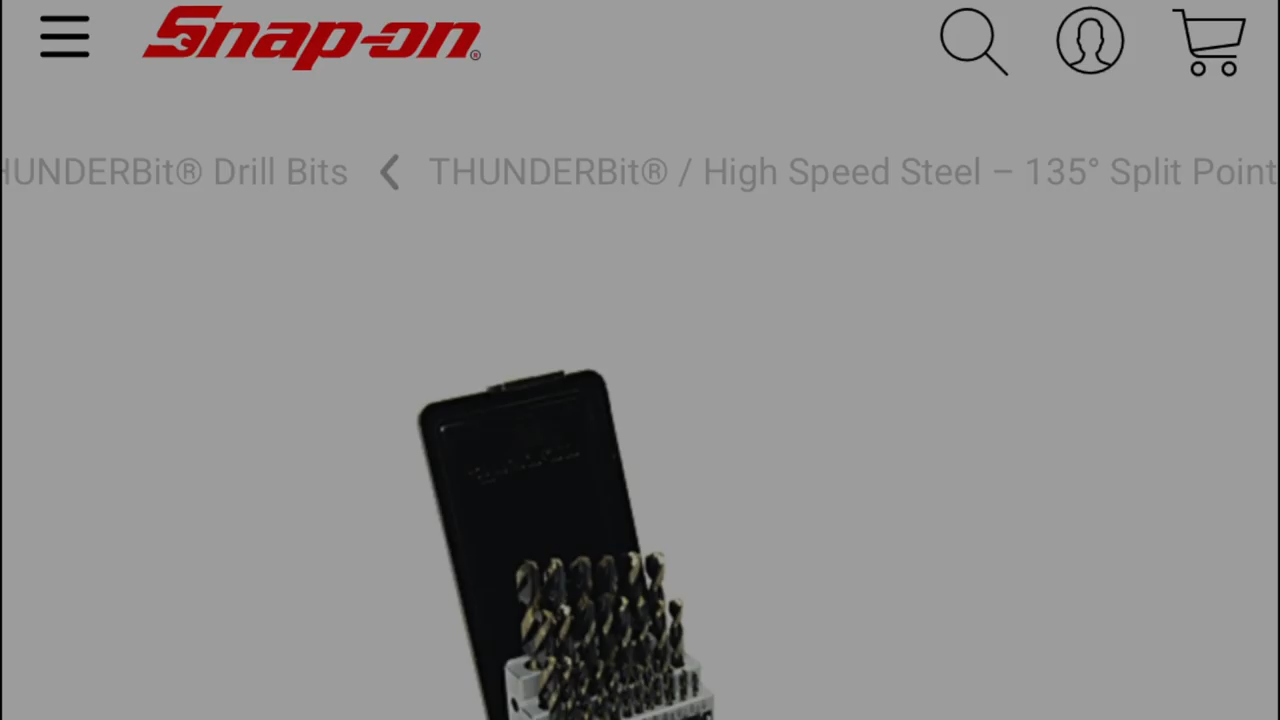 Snap-on®
HUNDERBit® Drill Bits
THUNDERBit® / High Speed Steel – 135° Split Point